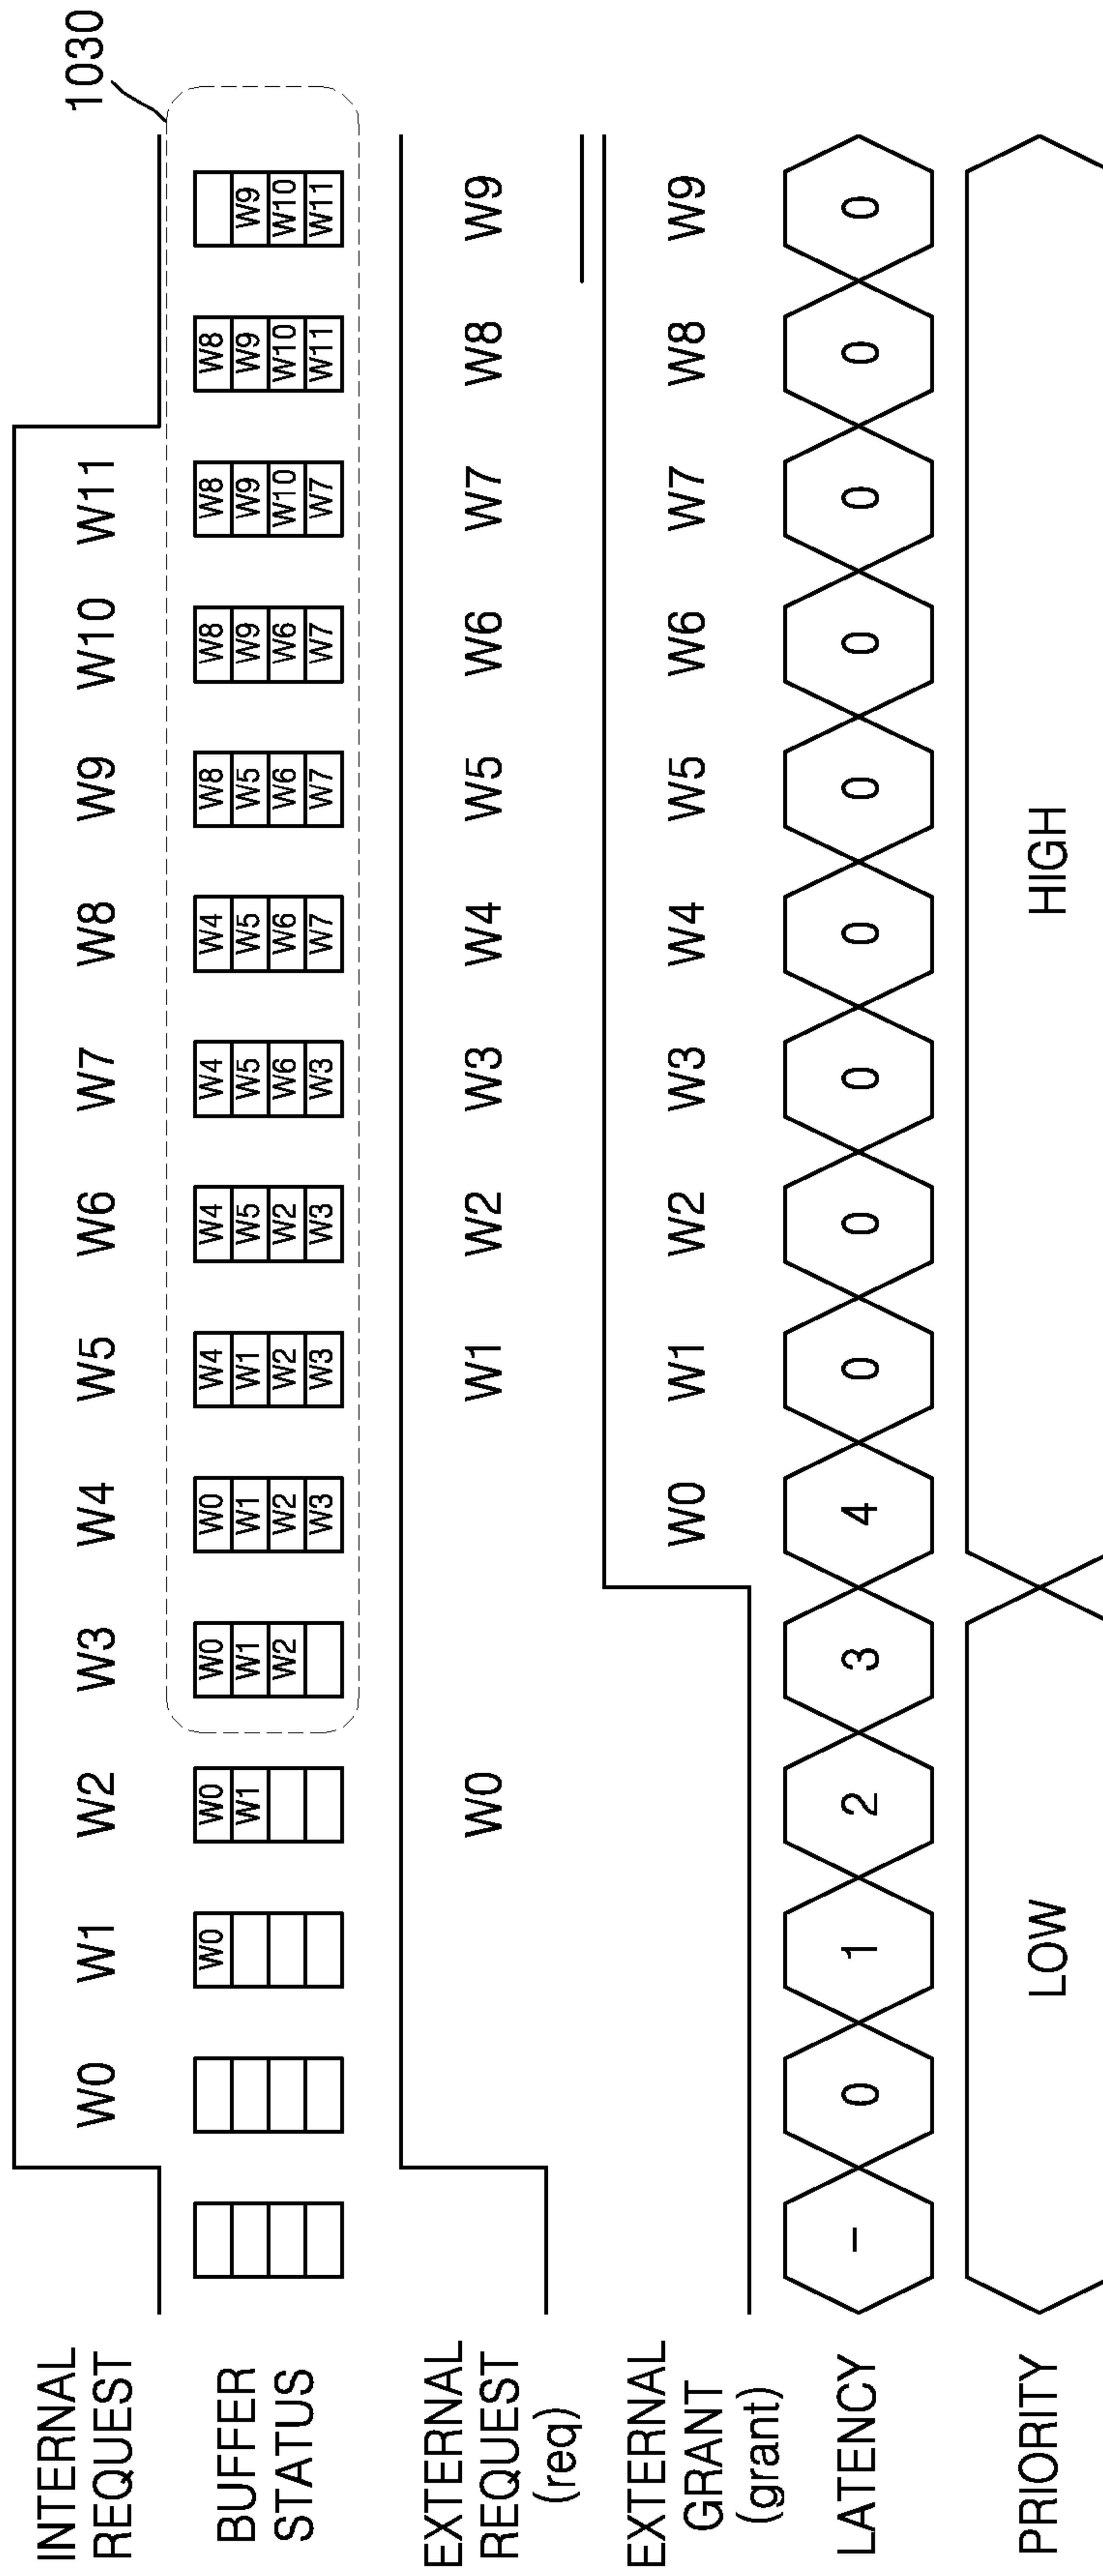 1030
INTERNAL
REQUEST
W0 W1 W2 W3 W4 W5 W6 W7 W8 W9 W10 W11
BUFFER
STATUS
W0 W0 W0 W0 W4 W4 W4 W4 W8 W8 W8 W8
W1 W1 W1 W1 W5 W5 W5 W5 W9 W9 W9 W9
W2 W2 W2 W2 W6 W6 W6 W6 W10 W10 W10
W3 W3 W3 W3 W7 W7 W7 W7 W11 W11
EXTERNAL
REQUEST
(req)
W0 W1 W2 W3 W4 W5 W6 W7 W8 W9
EXTERNAL
GRANT
(grant)
W0 W1 W2 W3 W4 W5 W6 W7 W8 W9
LATENCY
– 0 1 2 3 4 0 0 0 0 0 0 0 0 0
PRIORITY
LOW HIGH